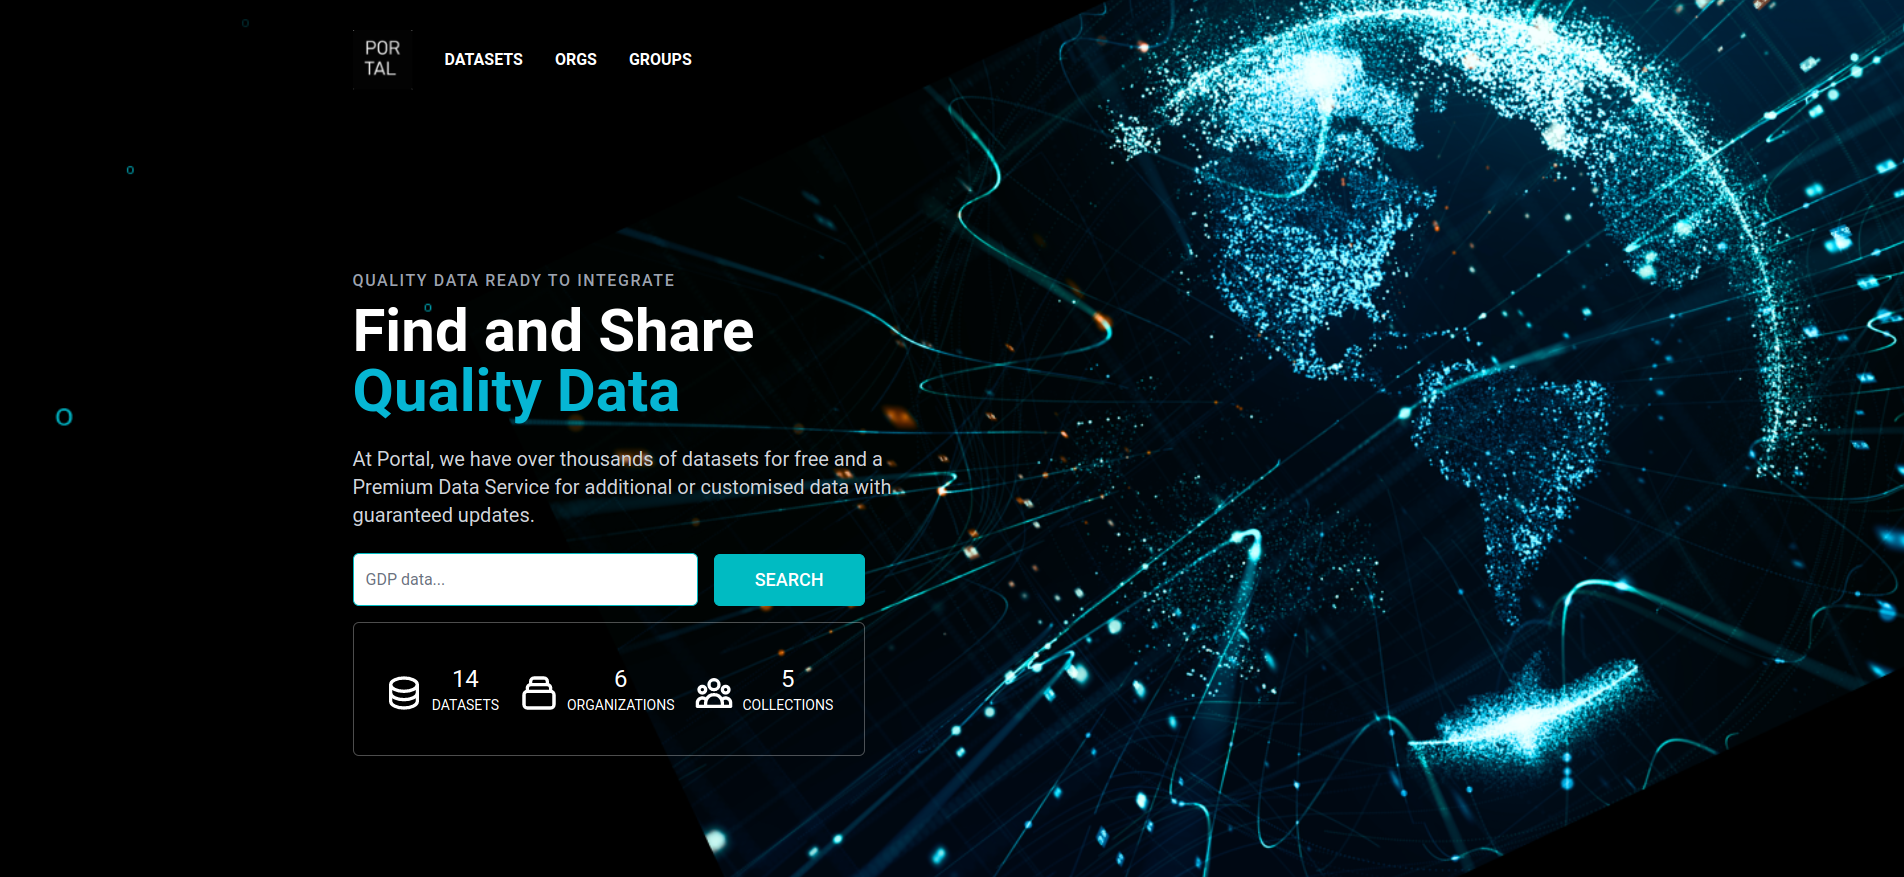 POR
TAL
DATASETS ORGS GROUPS
QUALITY DATA READY TO INTEGRATE
Find and Share
Quality Data
At Portal, we have over thousands of datasets for free and a
Premium Data Service for additional or customised data with
guaranteed updates.
GDP data...
SEARCH
14 6 5
DATASETS ORGANIZATIONS COLLECTIONS